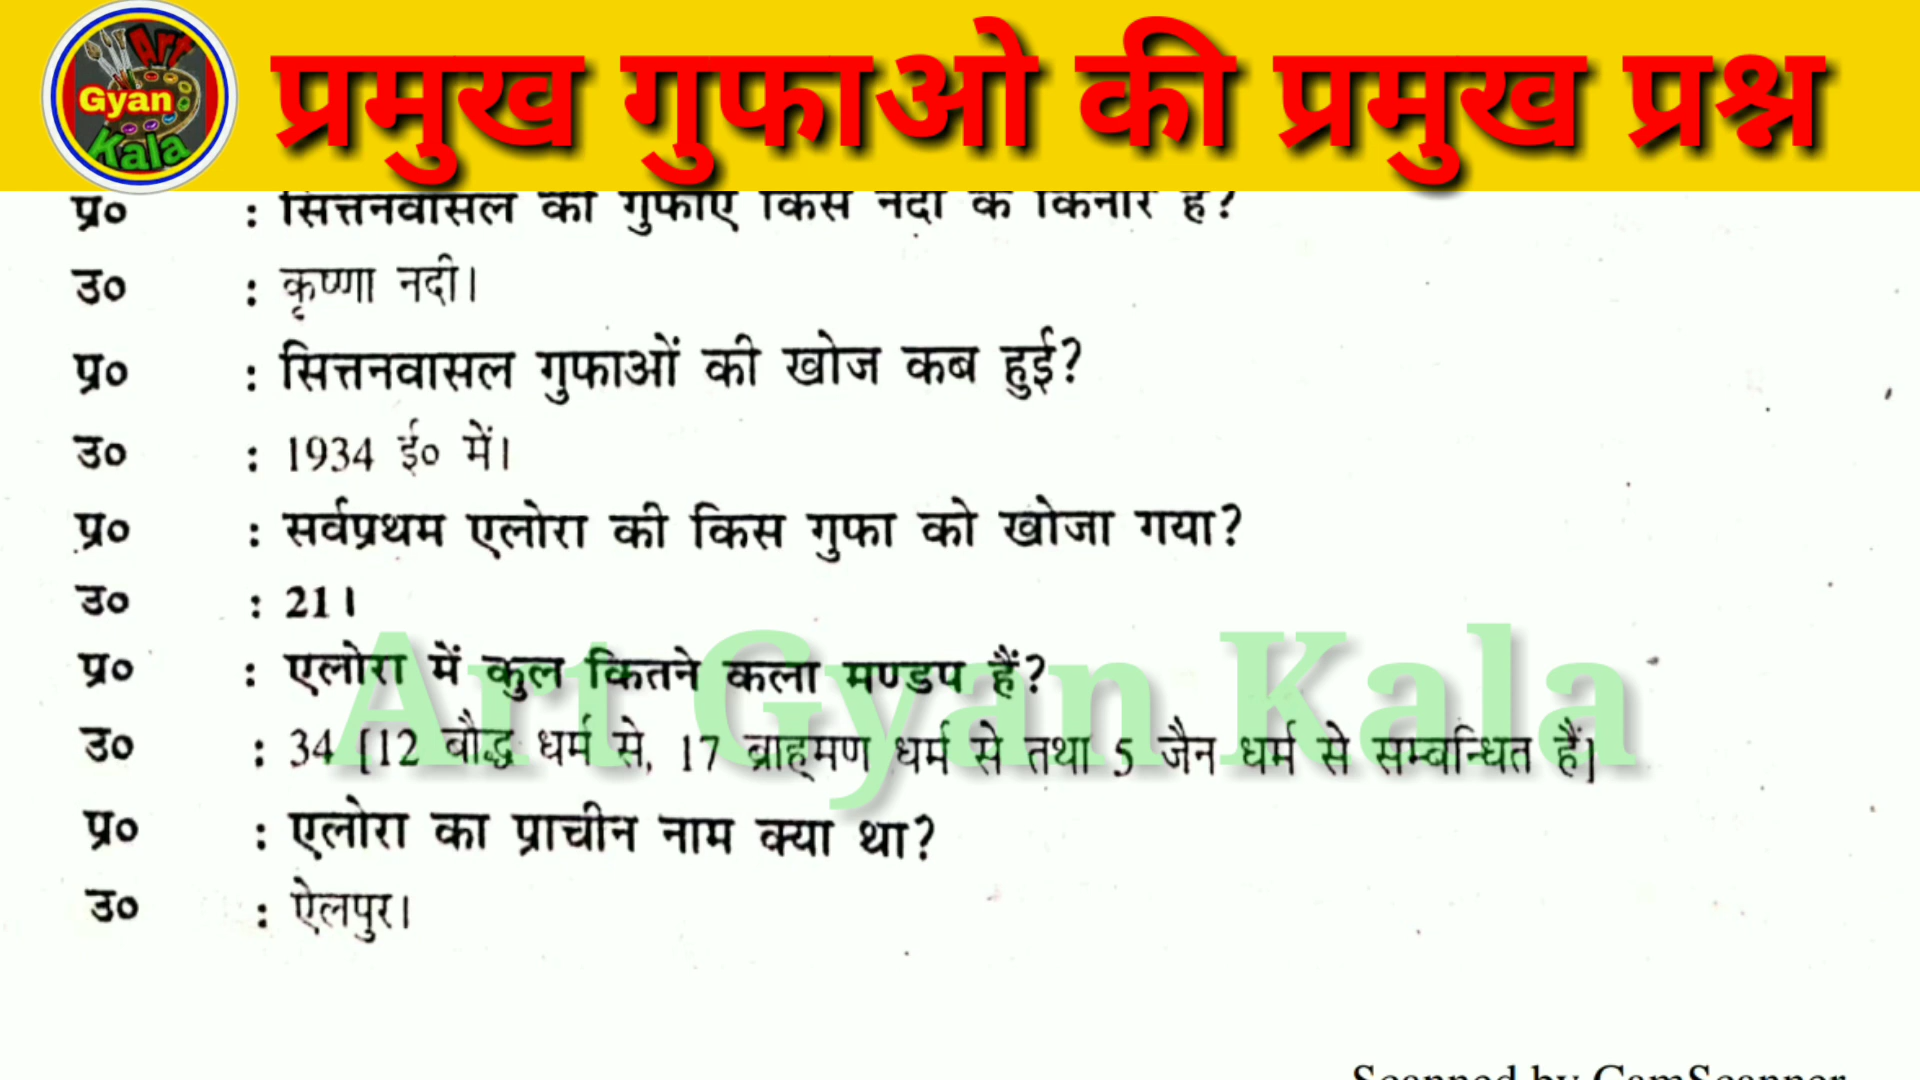 Art
Gyan
Kala
प्रमुख गुफाओ की प्रमुख प्रश्न
प्र० : सित्तनवासल की गुफाएं किस नदी के किनारे है?
उ० : कृष्णा नदी।
प्र० : सित्तनवासल गुफाओं की खोज कब हुई?
उ० : 1934 ई० में।
प्र० : सर्वप्रथम एलोरा की किस गुफा को खोजा गया?
उ० : 21।
प्र० : एलोरा में कुल कितने कला मण्डप हैं?
Art Gyan Kala
उ० : 34 [12 बौद्ध धर्म से, 17 ब्राह्मण धर्म से तथा 5 जैन धर्म से सम्बन्धित हैं]
प्र० : एलोरा का प्राचीन नाम क्या था?
उ० : ऐलपुर।
Scanned by CamScanner